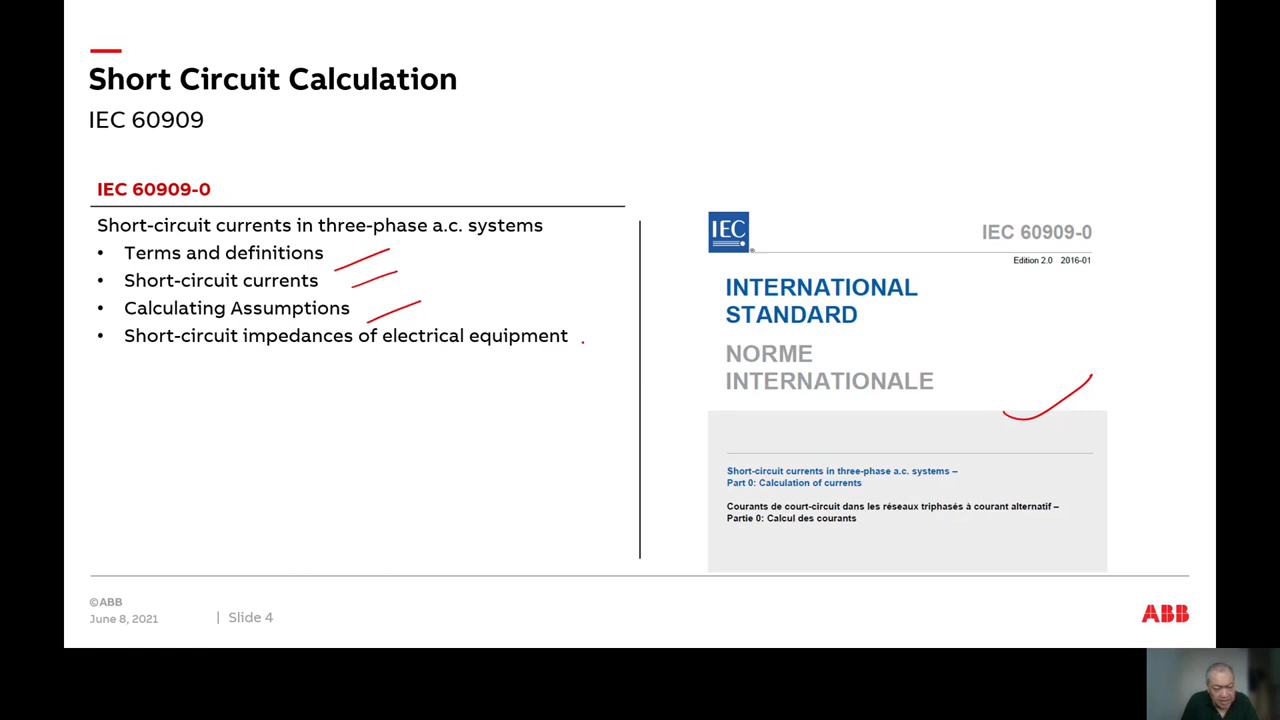 Short Circuit Calculation
IEC 60909
IEC 60909-0
Short-circuit currents in three-phase a.c. systems
• Terms and definitions
• Short-circuit currents
• Calculating Assumptions
• Short-circuit impedances of electrical equipment
IEC
®
IEC 60909-0
Edition 2.0 2016-01
INTERNATIONAL
STANDARD
NORME
INTERNATIONALE
Short-circuit currents in three-phase a.c. systems –
Part 0: Calculation of currents
Courants de court-circuit dans les réseaux triphasés à courant alternatif –
Partie 0: Calcul des courants
©ABB
June 8, 2021
| Slide 4
ABB